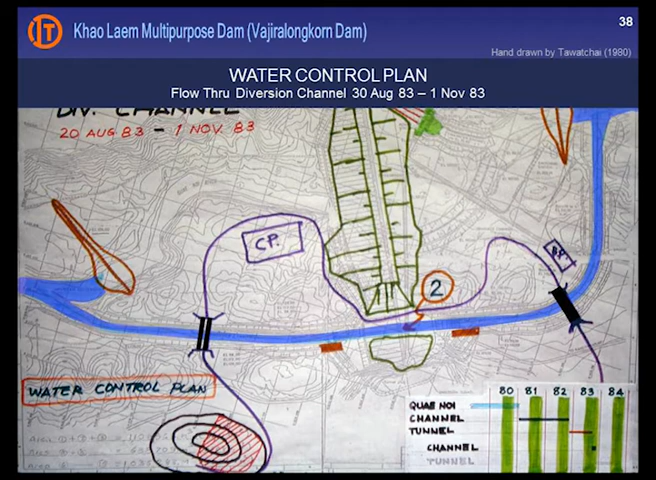 38
IT
Khao Laem Multipurpose Dam (Vajiralongkorn Dam)
Hand drawn by Tawatchai (1980)
WATER CONTROL PLAN
Flow Thru Diversion Channel 30 Aug 83 – 1 Nov 83
DIV. CHANNEL
20 AUG 83 – 1 NOV. 83
C.P.
2
WATER CONTROL PLAN
80 81 82 83 84
QUAE NOI
CHANNEL
TUNNEL
CHANNEL
TUNNEL